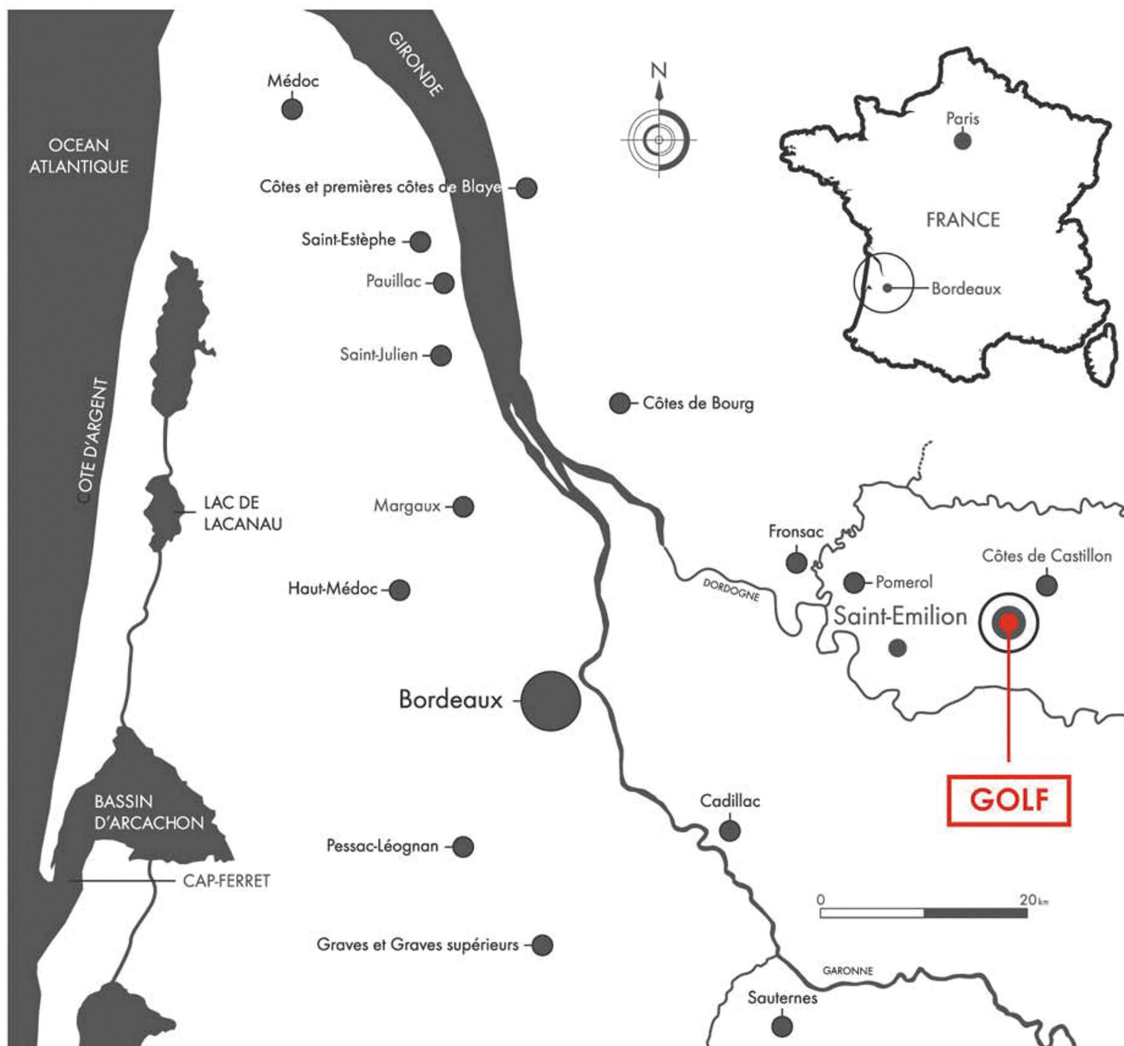 GIRONDE
N
Médoc
Paris
OCEAN
ATLANTIQUE
Côtes et premières côtes de Blaye
FRANCE
Saint-Estèphe
Pauillac
Bordeaux
Saint-Julien
COTE D'ARGENT
Côtes de Bourg
LAC DE
LACANAU
Margaux
Fronsac
Côtes de Castillon
Haut-Médoc
DORDOGNE
Pomerol
Saint-Emilion
Bordeaux
GOLF
BASSIN
D'ARCACHON
Cadillac
Pessac-Léognan
CAP-FERRET
0 20 km
Graves et Graves supérieurs
GARONNE
Sauternes